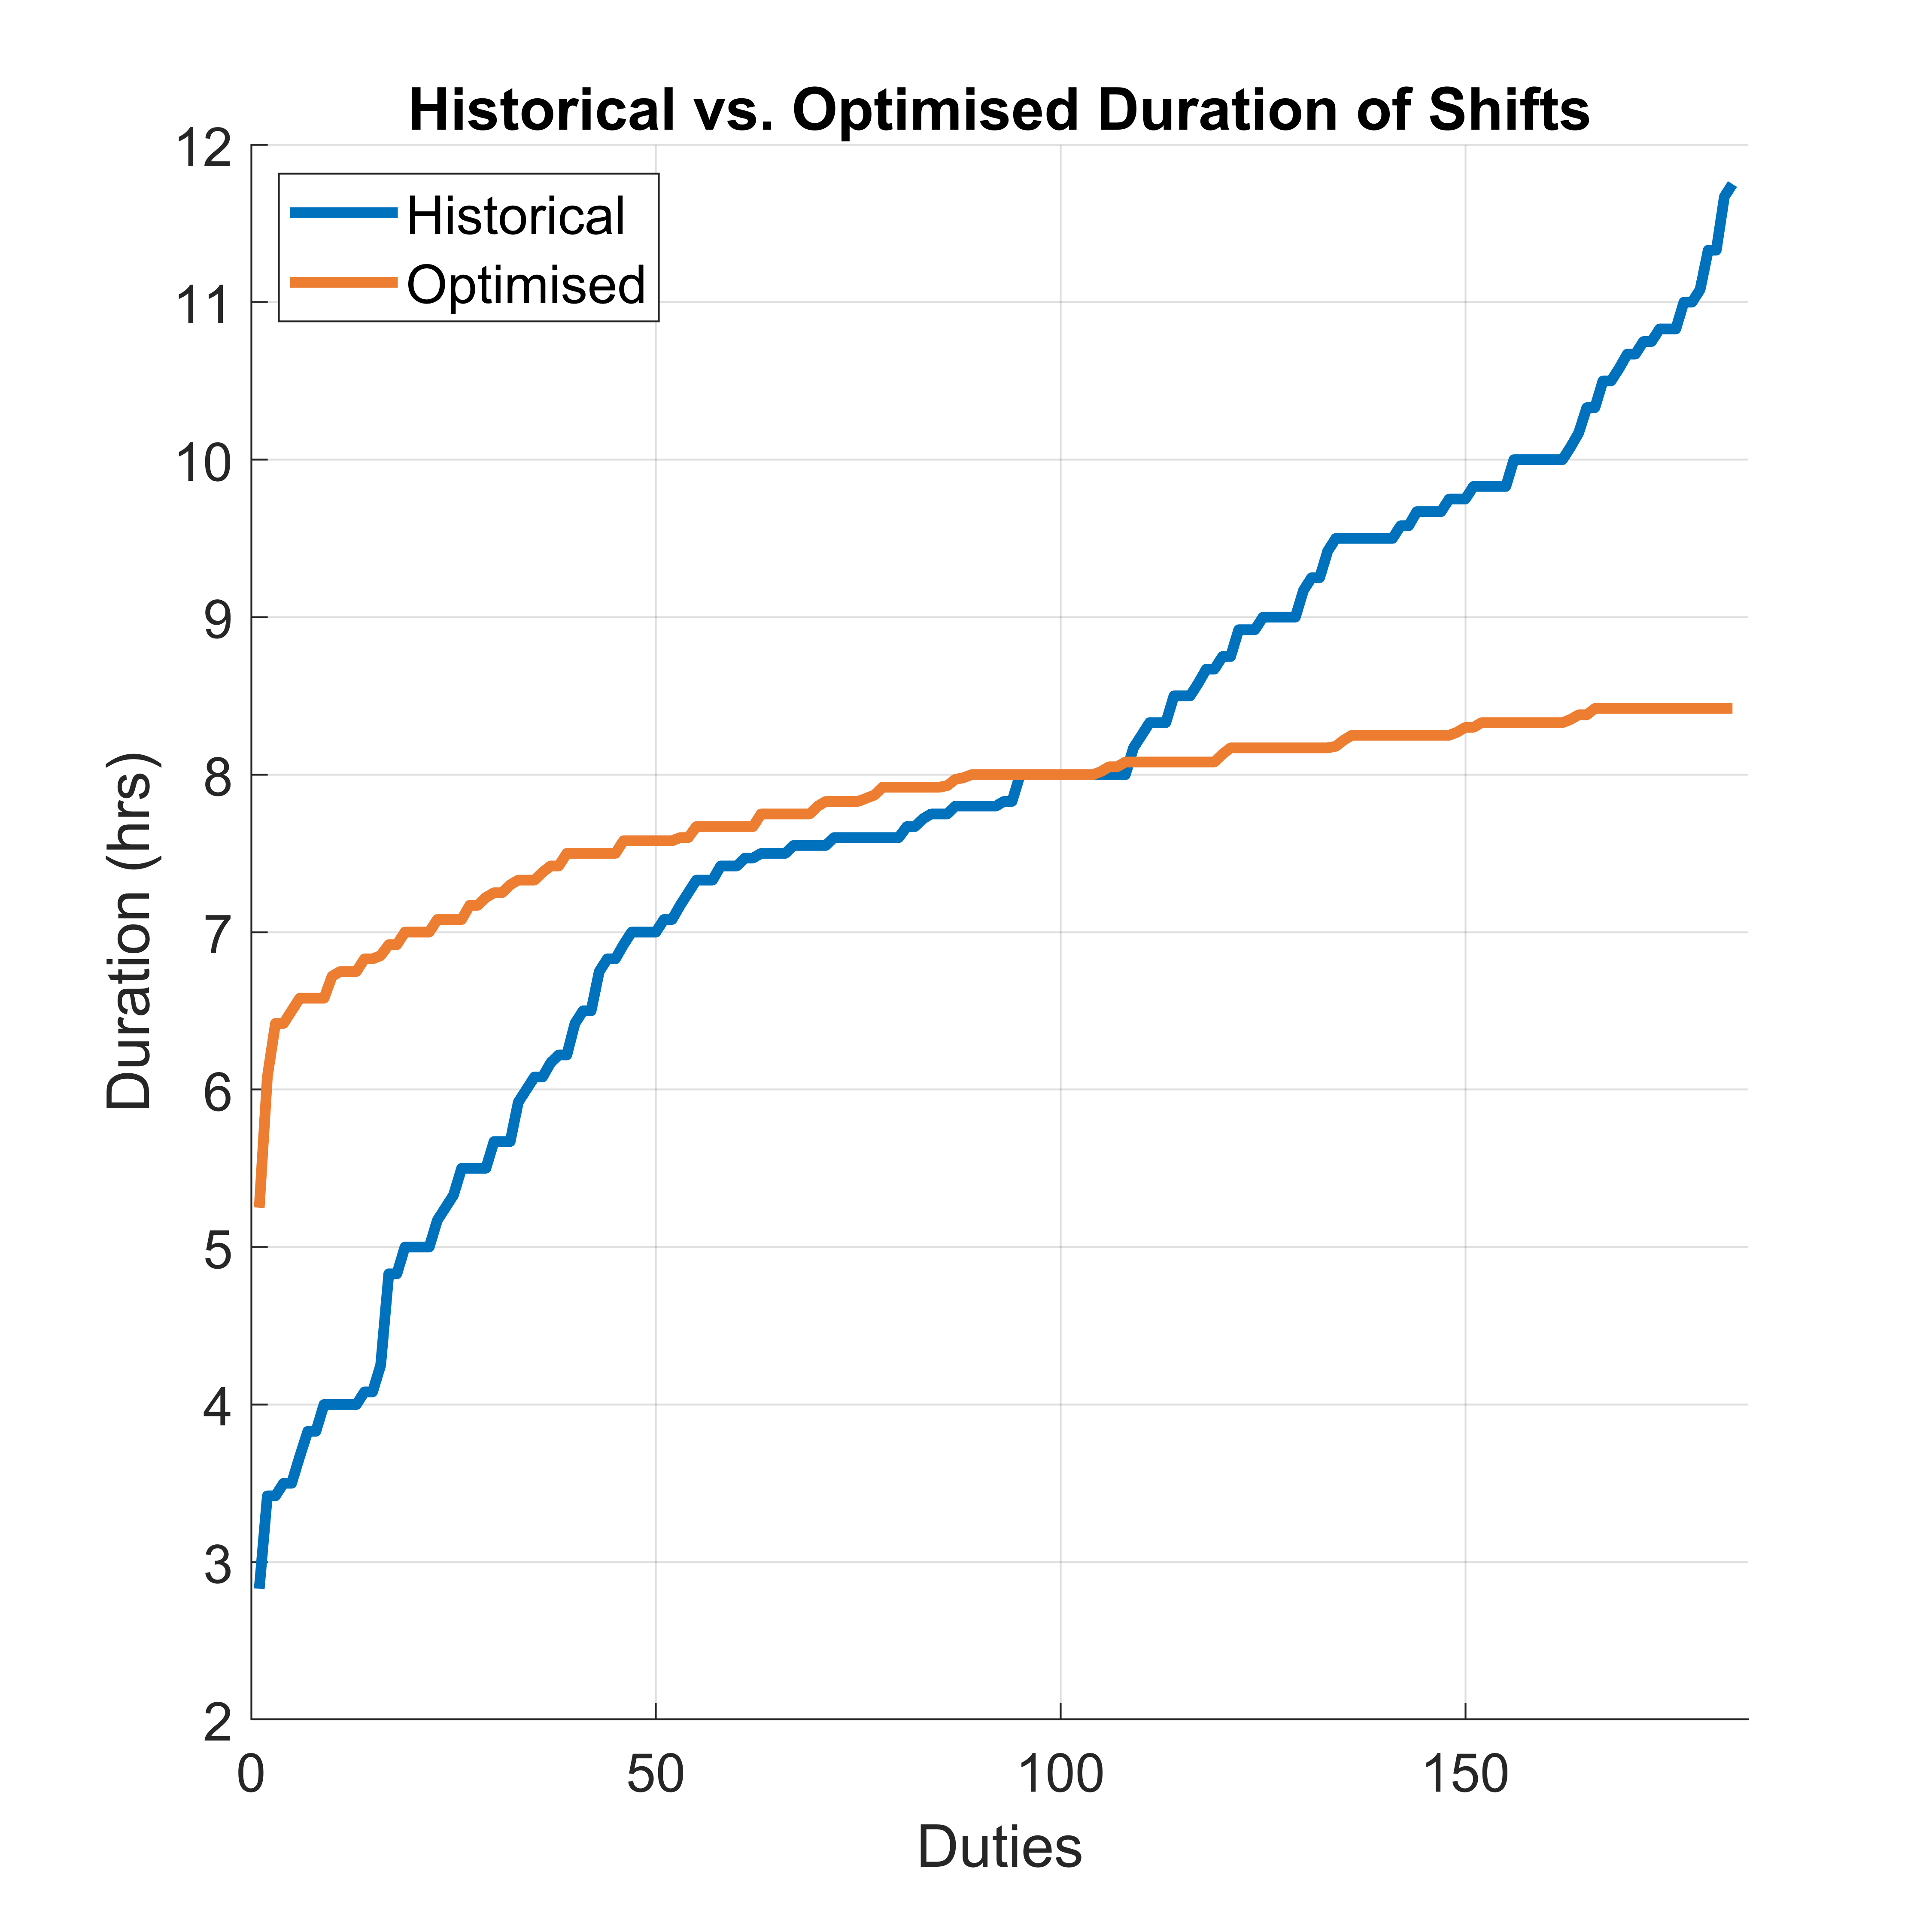 Historical vs. Optimised Duration of Shifts
12
11
10
9
8
7
6
5
4
3
2
Historical
Optimised
Duration (hrs)
0 50 100 150
Duties